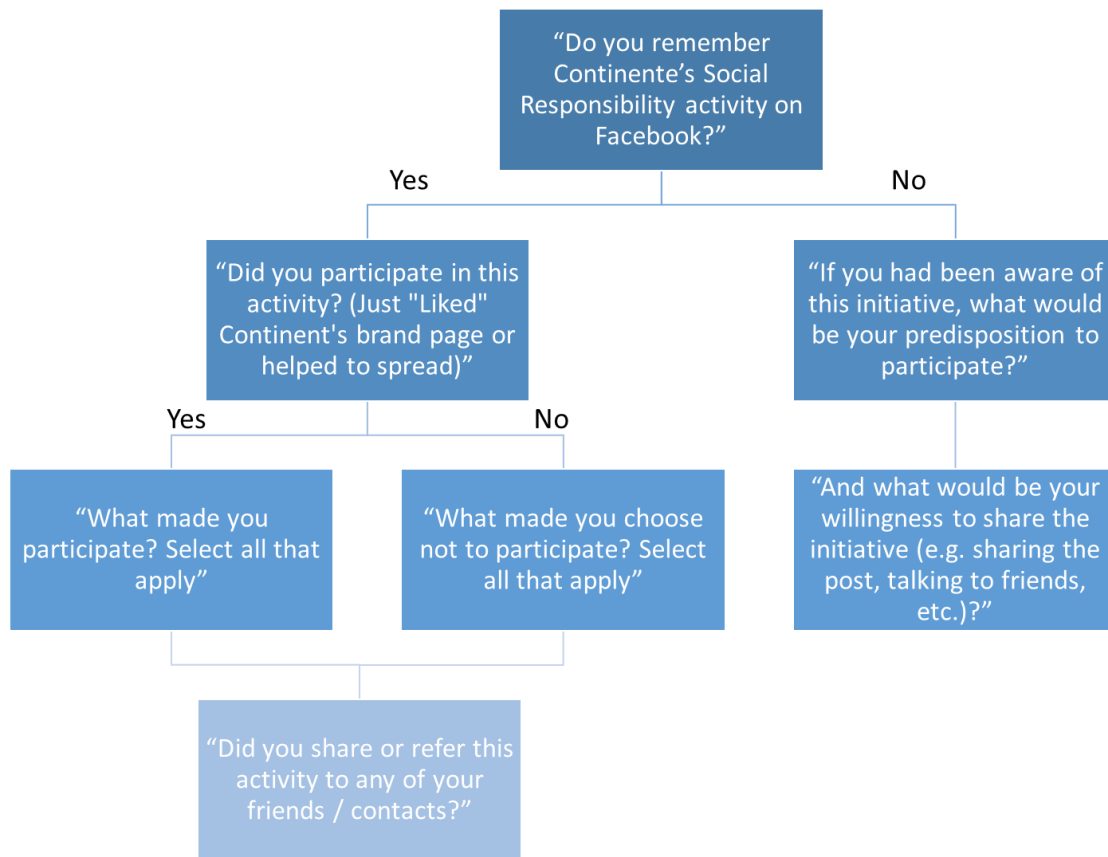 “Do you remember
Continente’s Social
Responsibility activity on
Facebook?”
Yes
No
“Did you participate in this
activity? (Just "Liked"
Continent's brand page or
helped to spread)”
“If you had been aware of
this initiative, what would
be your predisposition to
participate?”
Yes
No
“What made you
participate? Select all that
apply”
“What made you choose
not to participate? Select
all that apply”
“And what would be your
willingness to share the
initiative (e.g. sharing the
post, talking to friends,
etc.)?”
“Did you share or refer this
activity to any of your
friends / contacts?”